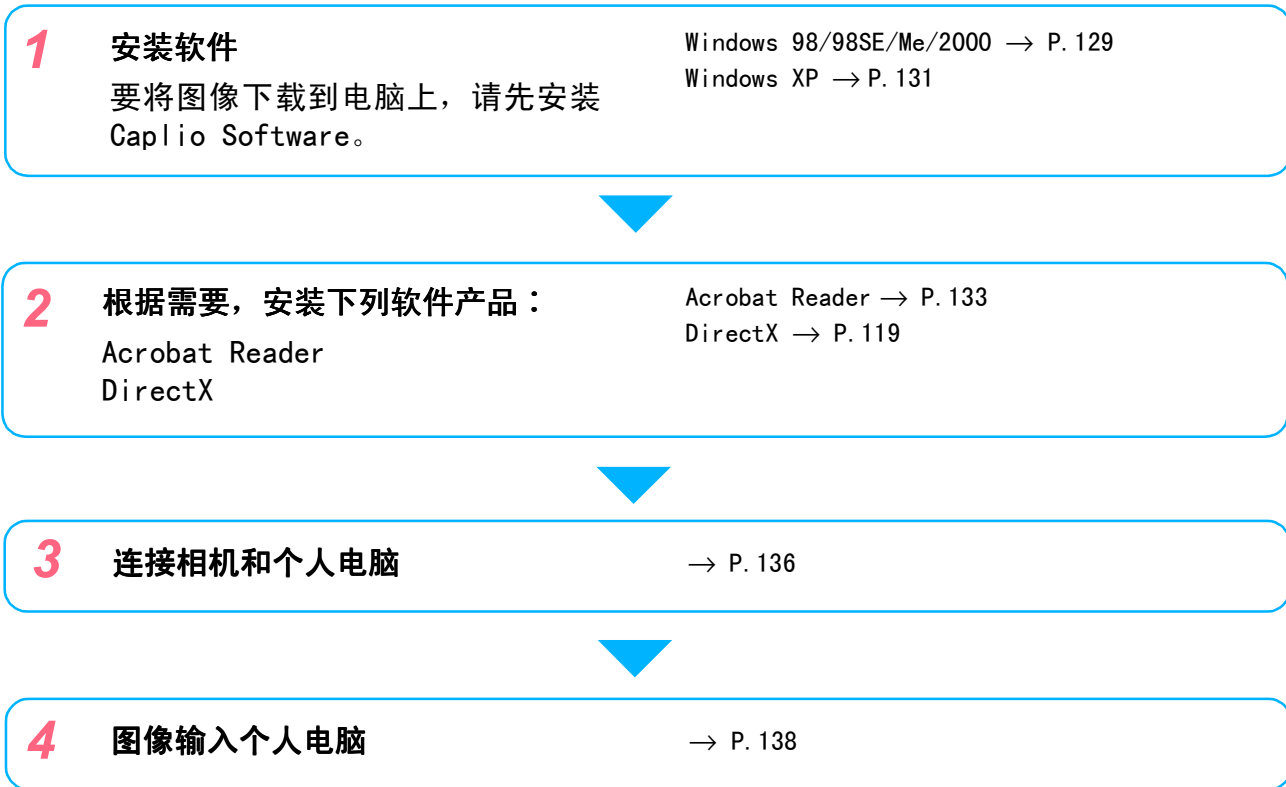 1 安装软件
要将图像下载到电脑上，请先安装
Caplio Software。
Windows 98/98SE/Me/2000 → P.129
Windows XP → P.131
2 根据需要，安装下列软件产品：
Acrobat Reader
DirectX
Acrobat Reader → P.133
DirectX → P.119
3 连接相机和个人电脑
→ P.136
4 图像输入个人电脑
→ P.138